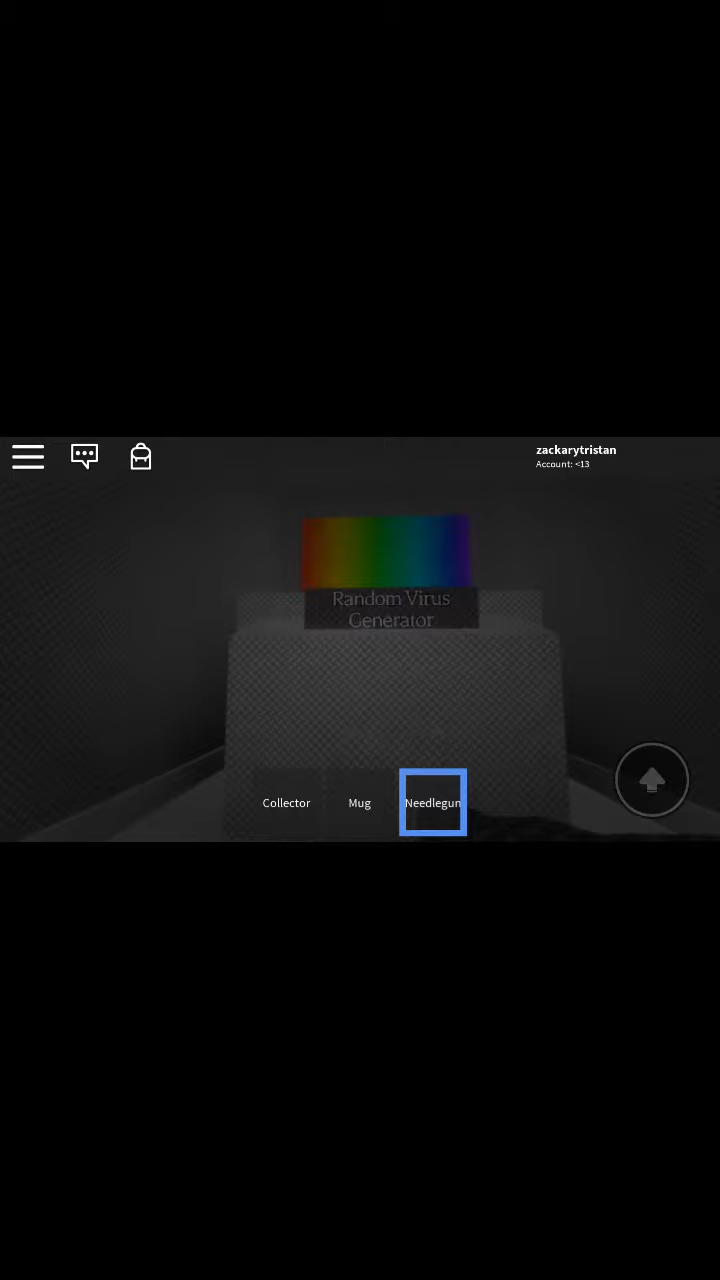 zackarytristan
Account: <13
Random Virus
Generator
Collector
Mug
Needlegun